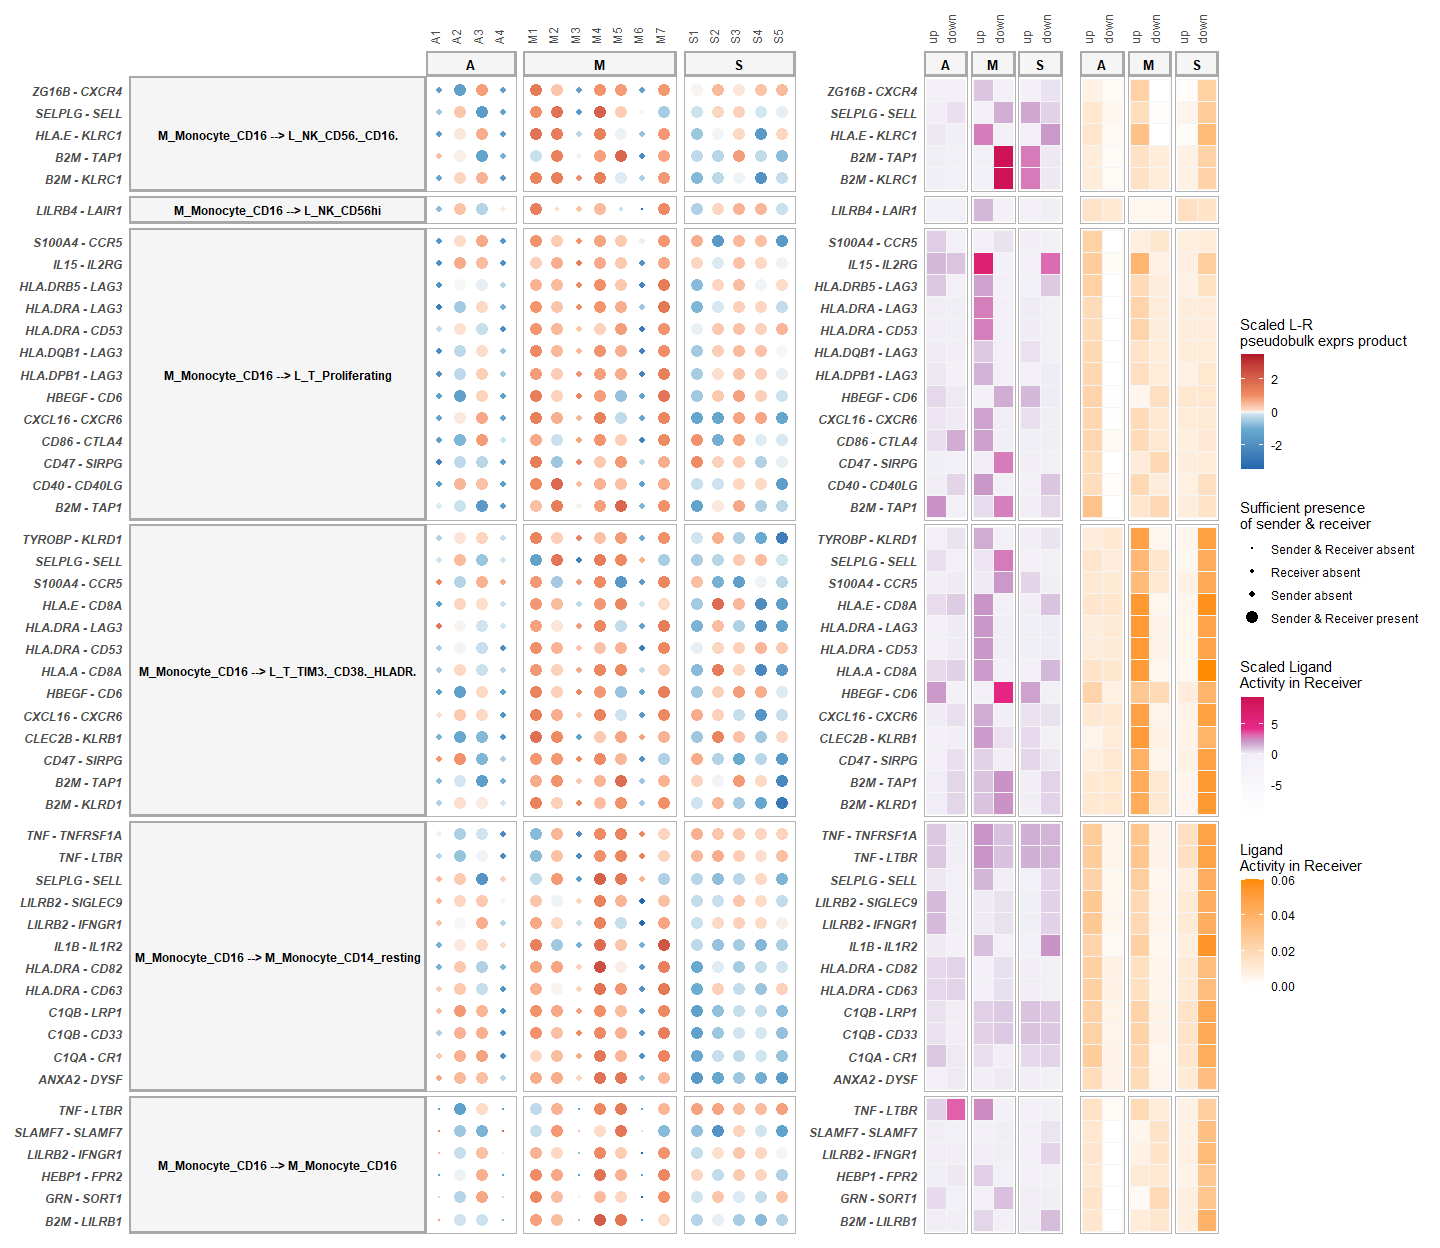 A1 A2 A3 A4 M1 M2 M3 M4 M5 M6 M7 S1 S2 S3 S4 S5 up down up down up down up down up down up down
A M S A M S A M S
ZG16B - CXCR4 ZG16B - CXCR4
SELPLG - SELL SELPLG - SELL
HLA.E - KLRC1 M_Monocyte_CD16 --> L_NK_CD56._CD16. HLA.E - KLRC1
B2M - TAP1 B2M - TAP1
B2M - KLRC1 B2M - KLRC1
LILRB4 - LAIR1 M_Monocyte_CD16 --> L_NK_CD56hi LILRB4 - LAIR1
S100A4 - CCR5 S100A4 - CCR5
IL15 - IL2RG IL15 - IL2RG
HLA.DRB5 - LAG3 HLA.DRB5 - LAG3
HLA.DRA - LAG3 HLA.DRA - LAG3
HLA.DRA - CD53 HLA.DRA - CD53
HLA.DQB1 - LAG3 HLA.DQB1 - LAG3
HLA.DPB1 - LAG3 M_Monocyte_CD16 --> L_T_Proliferating HLA.DPB1 - LAG3
HBEGF - CD6 HBEGF - CD6
CXCL16 - CXCR6 CXCL16 - CXCR6
CD86 - CTLA4 CD86 - CTLA4
CD47 - SIRPG CD47 - SIRPG
CD40 - CD40LG CD40 - CD40LG
B2M - TAP1 B2M - TAP1
TYROBP - KLRD1 TYROBP - KLRD1
SELPLG - SELL SELPLG - SELL
S100A4 - CCR5 S100A4 - CCR5
HLA.E - CD8A HLA.E - CD8A
HLA.DRA - LAG3 HLA.DRA - LAG3
HLA.DRA - CD53 HLA.DRA - CD53
HLA.A - CD8A M_Monocyte_CD16 --> L_T_TIM3._CD38._HLADR. HLA.A - CD8A
HBEGF - CD6 HBEGF - CD6
CXCL16 - CXCR6 CXCL16 - CXCR6
CLEC2B - KLRB1 CLEC2B - KLRB1
CD47 - SIRPG CD47 - SIRPG
B2M - TAP1 B2M - TAP1
B2M - KLRD1 B2M - KLRD1
TNF - TNFRSF1A TNF - TNFRSF1A
TNF - LTBR TNF - LTBR
SELPLG - SELL SELPLG - SELL
LILRB2 - SIGLEC9 LILRB2 - SIGLEC9
LILRB2 - IFNGR1 LILRB2 - IFNGR1
IL1B - IL1R2 M_Monocyte_CD16 --> M_Monocyte_CD14_resting IL1B - IL1R2
HLA.DRA - CD82 HLA.DRA - CD82
HLA.DRA - CD63 HLA.DRA - CD63
C1QB - LRP1 C1QB - LRP1
C1QB - CD33 C1QB - CD33
C1QA - CR1 C1QA - CR1
ANXA2 - DYSF ANXA2 - DYSF
TNF - LTBR TNF - LTBR
SLAMF7 - SLAMF7 SLAMF7 - SLAMF7
LILRB2 - IFNGR1 LILRB2 - IFNGR1
HEBP1 - FPR2 M_Monocyte_CD16 --> M_Monocyte_CD16 HEBP1 - FPR2
GRN - SORT1 GRN - SORT1
B2M - LILRB1 B2M - LILRB1
Scaled L-R
pseudobulk exprs product
2
0
-2
Sufficient presence
of sender & receiver
Sender & Receiver absent
Receiver absent
Sender absent
Sender & Receiver present
Scaled Ligand
Activity in Receiver
5
0
-5
Ligand
Activity in Receiver
0.06
0.04
0.02
0.00